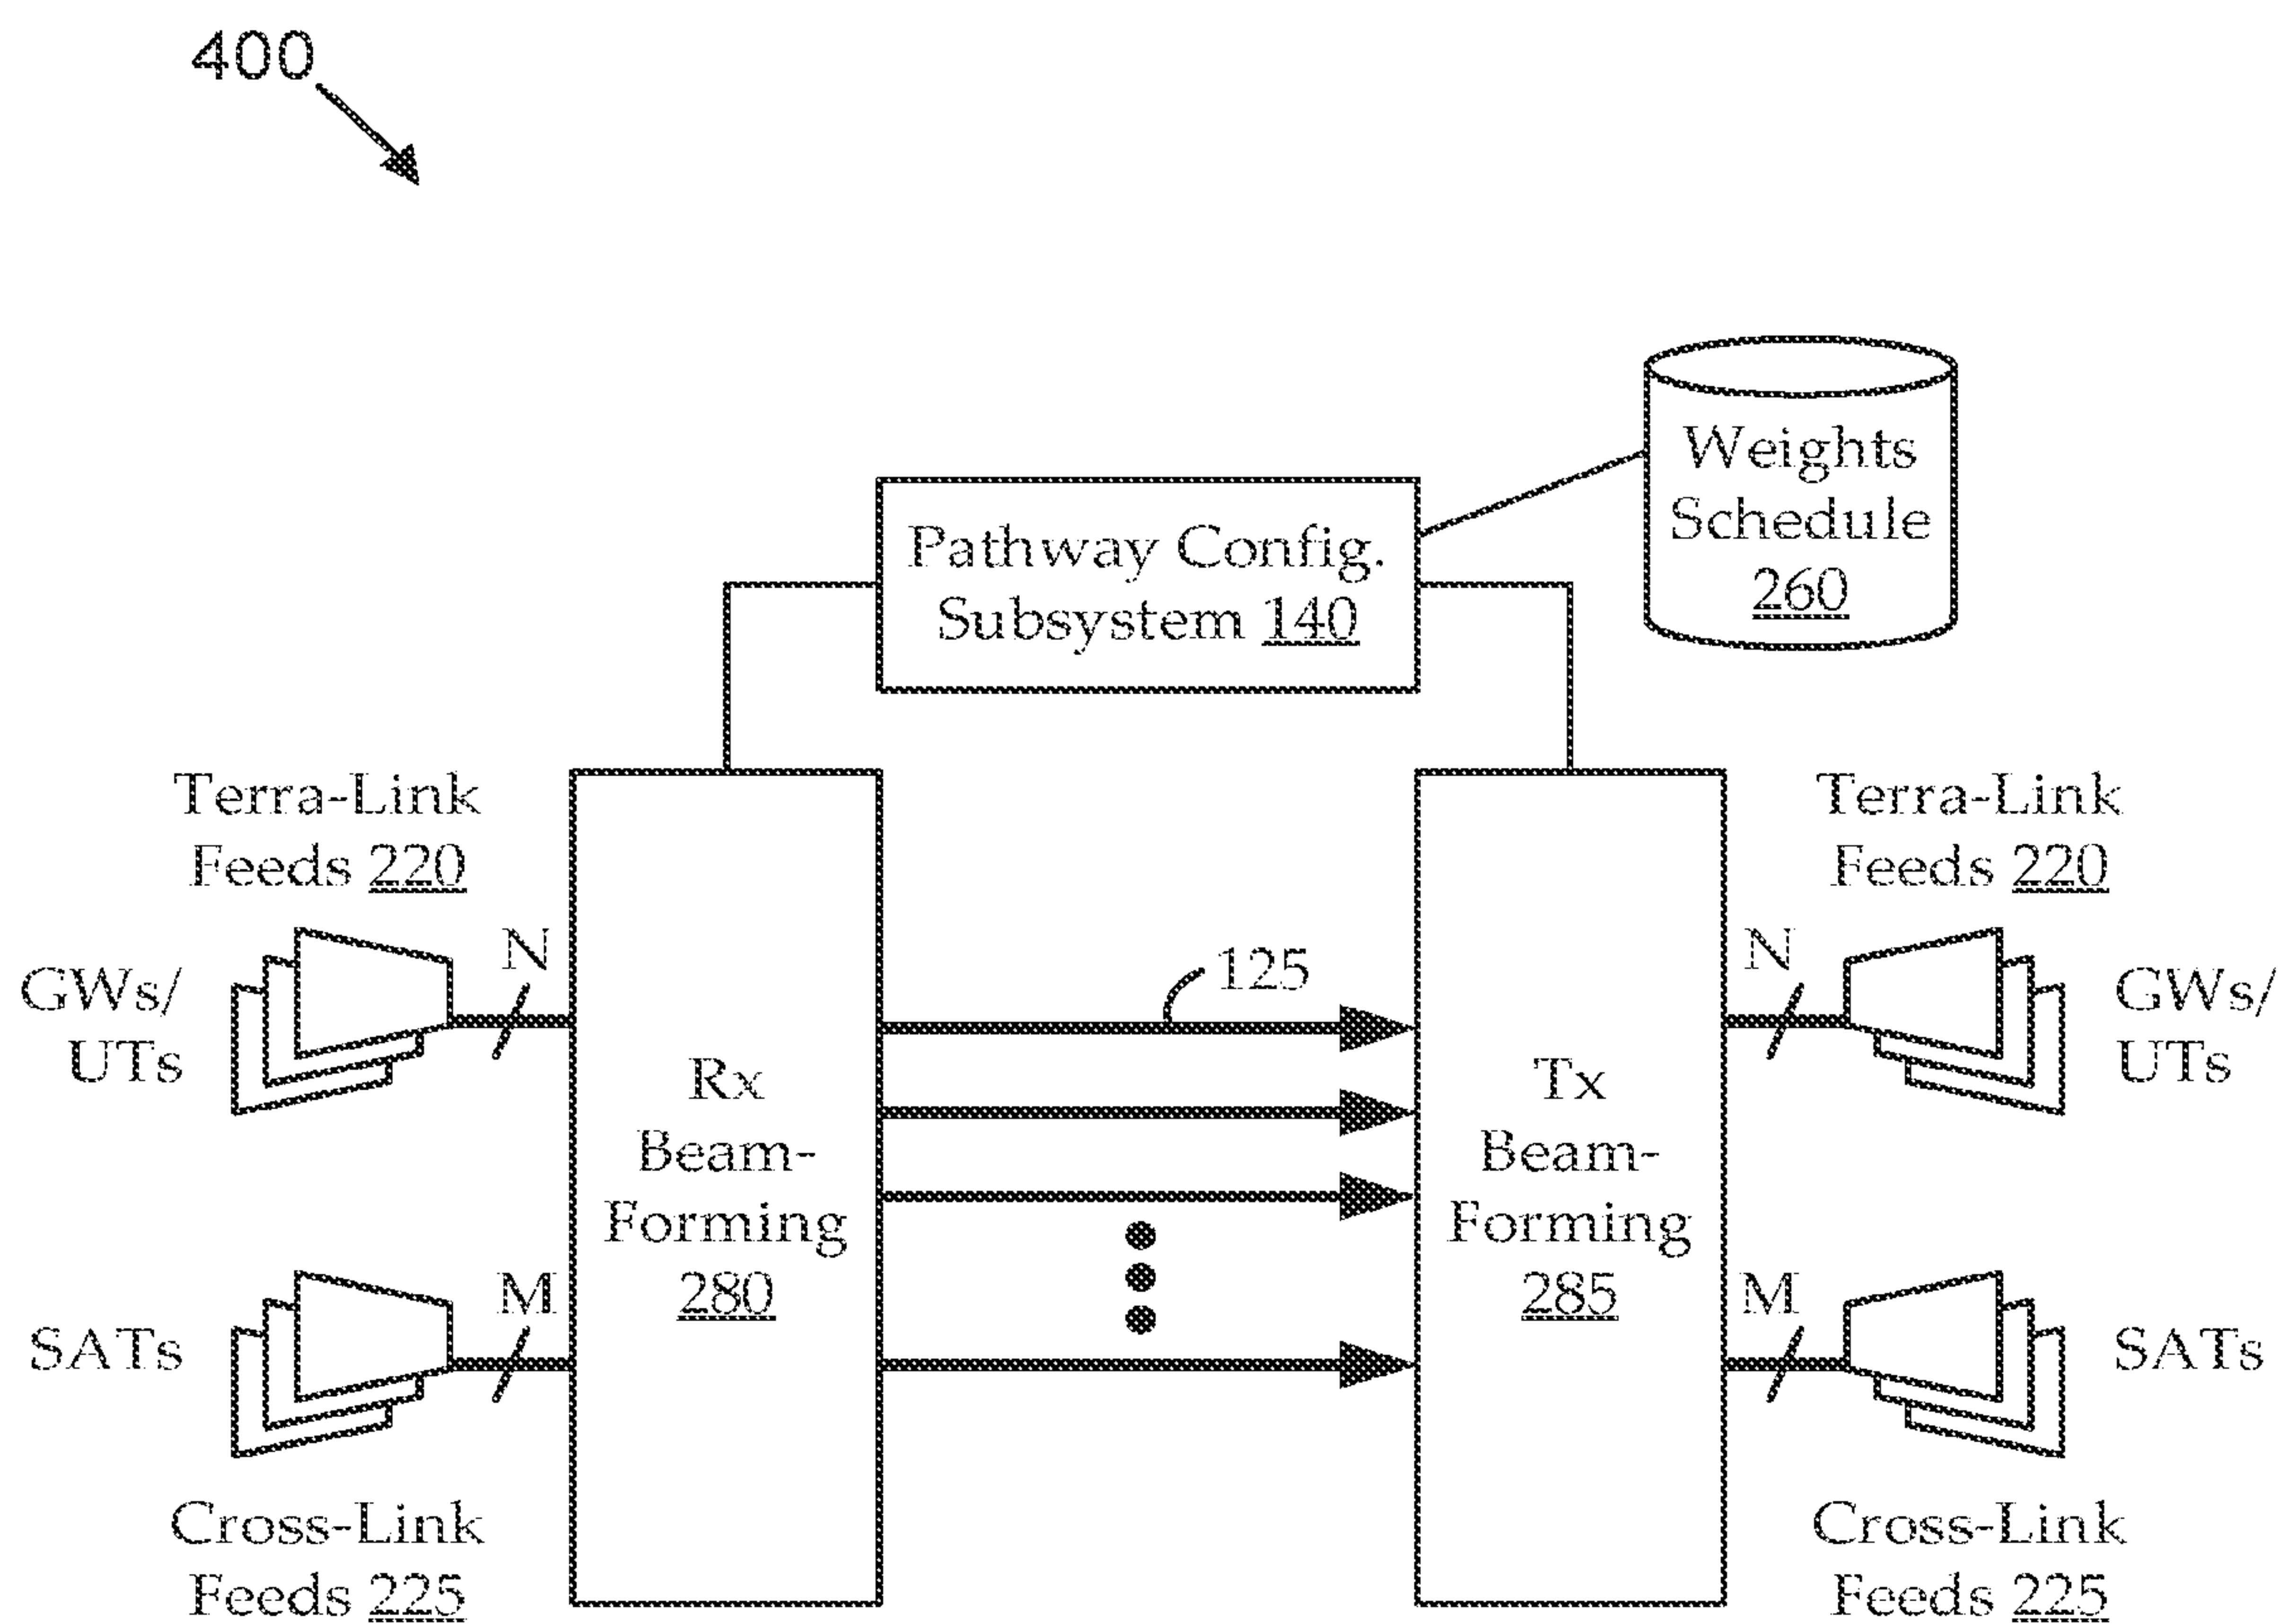 400
Weights
Schedule
260
Pathway Config.
Subsystem 140
Terra-Link
Feeds 220
Terra-Link
Feeds 220
N
N
GWs/
UTs
125
GWs/
UTs
Rx
Beam-
Forming
280
Tx
Beam-
Forming
285
M
M
SATs
SATs
Cross-Link
Feeds 225
Cross-Link
Feeds 225